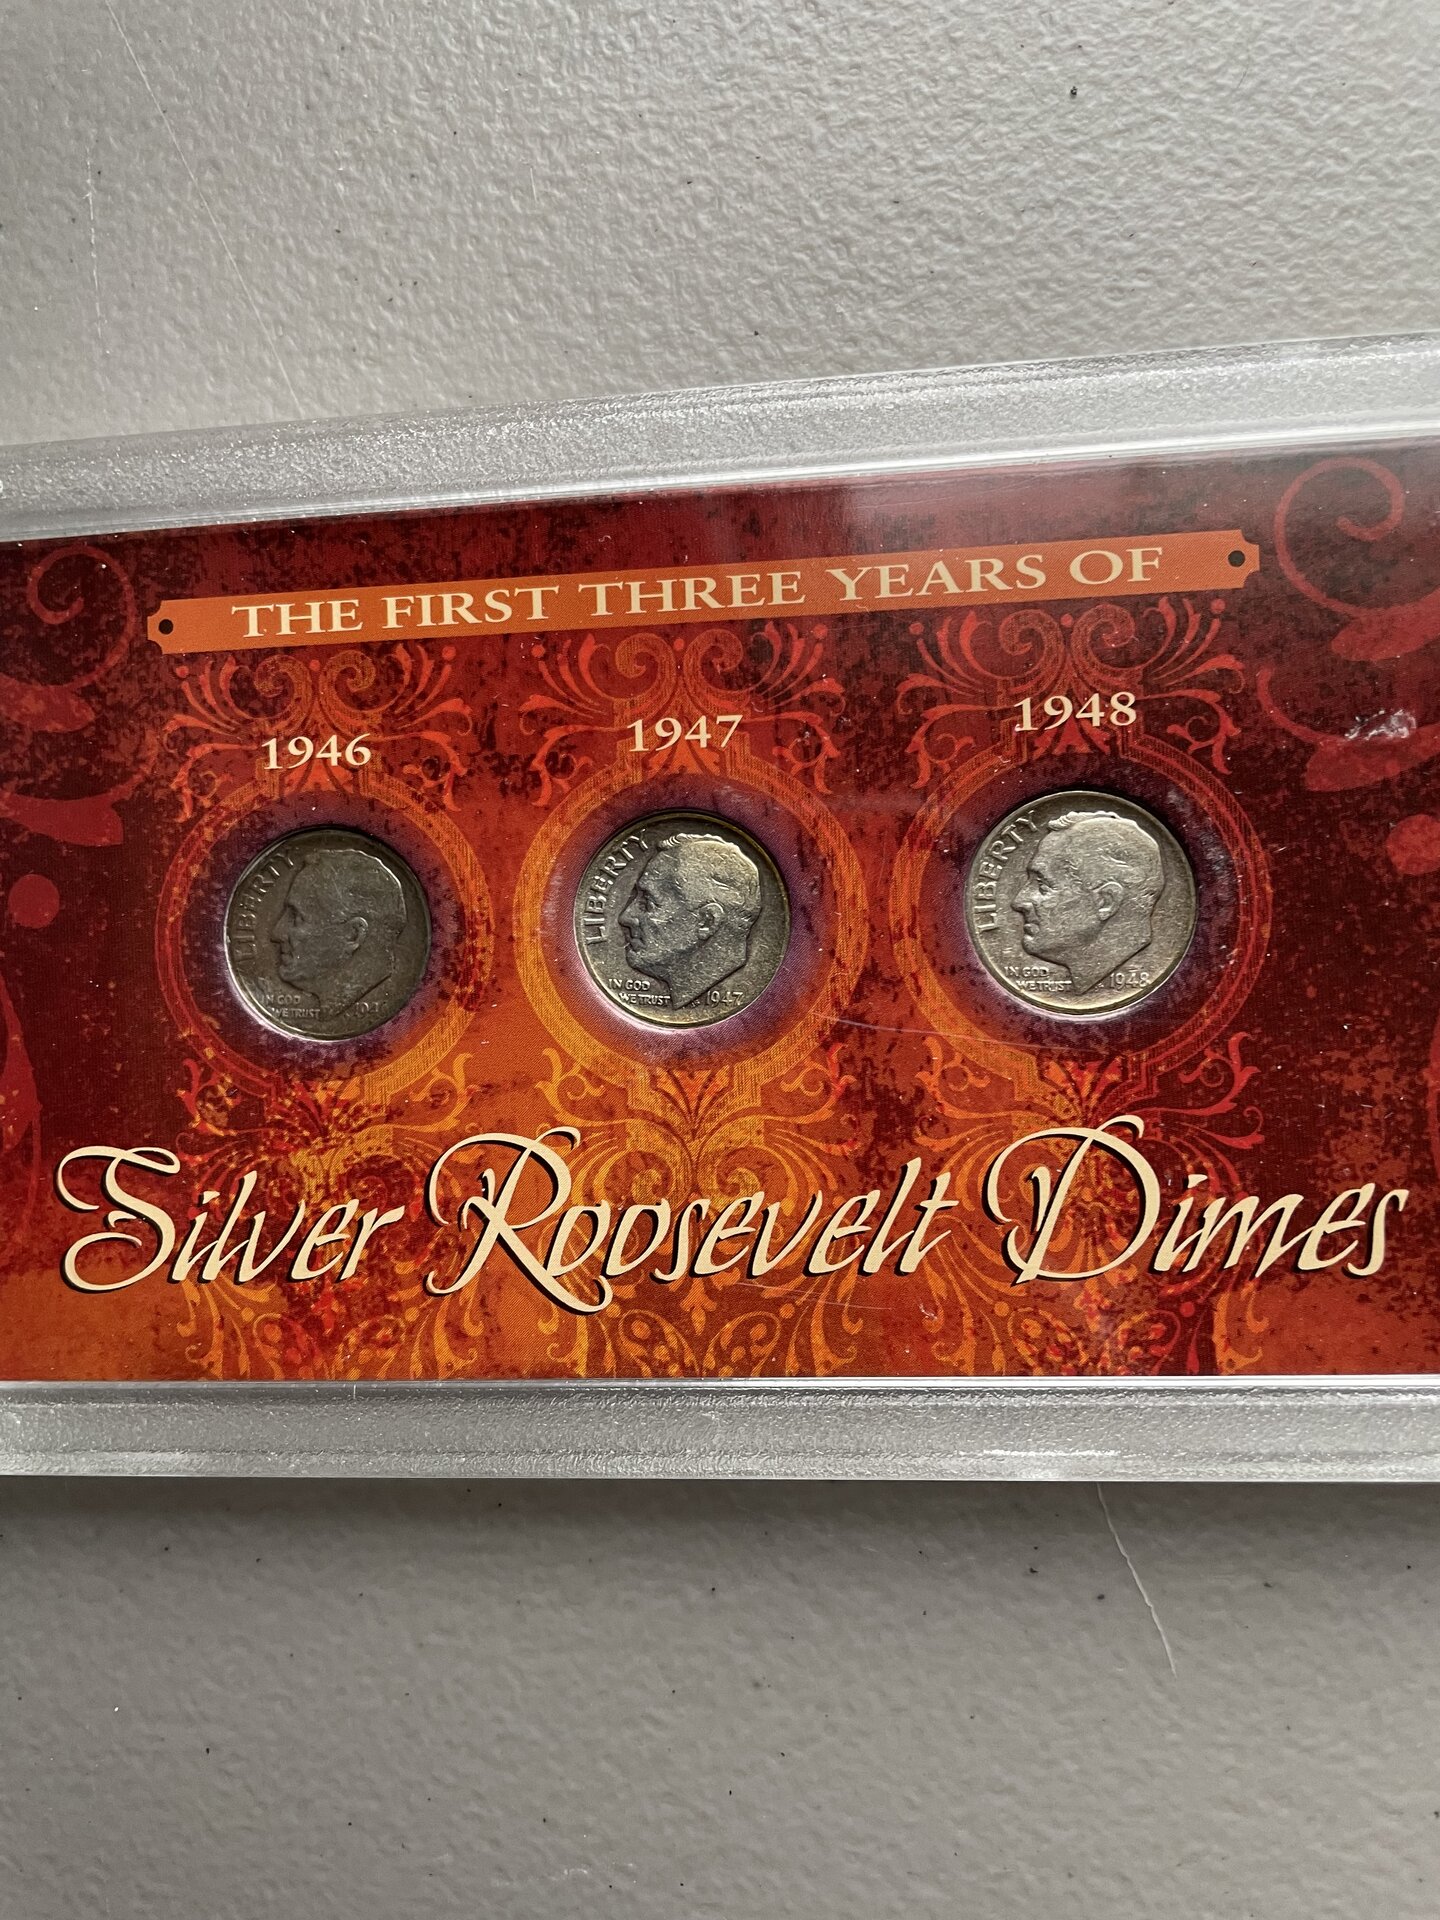 THE FIRST THREE YEARS OF
1946
1947
1948
LIBERTY
IN GOD
WE TRUST
1946
LIBERTY
IN GOD
WE TRUST
1947
LIBERTY
IN GOD
WE TRUST
1948
Silver Roosevelt Dimes